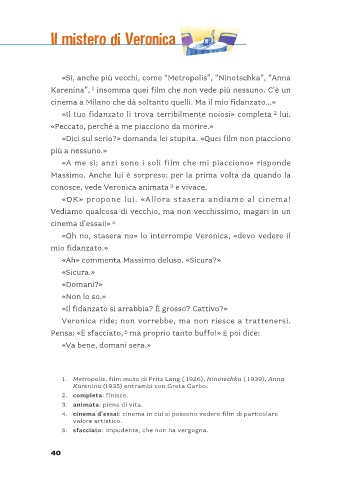 Il mistero di Veronica
«Sì, anche più vecchi, come “Metropolis”, “Ninotschka”, “Anna
Karenina”, 1 insomma quei film che non vede più nessuno. C'è un
cinema a Milano che dà soltanto quelli. Ma il mio fidanzato...»
«Il tuo fidanzato li trova terribilmente noiosi» completa 2 lui.
«Peccato, perché a me piacciono da morire.»
«Dici sul serio?» domanda lei stupita. «Quei film non piacciono
più a nessuno.»
«A me sì; anzi sono i soli film che mi piacciono» risponde
Massimo. Anche lui è sorpreso: per la prima volta da quando la
conosce, vede Veronica animata 3 e vivace.
«OK» propone lui. «Allora stasera andiamo al cinema!
Vediamo qualcosa di vecchio, ma non vecchissimo, magari in un
cinema d'essai!» 4
«Oh no, stasera no» lo interrompe Veronica, «devo vedere il
mio fidanzato.»
«Ah» commenta Massimo deluso. «Sicura?»
«Sicura.»
«Domani?»
«Non lo so.»
«Il fidanzato si arrabbia? È grosso? Cattivo?»
Veronica ride; non vorrebbe, ma non riesce a trattenersi.
Pensa: «È sfacciato, 5 ma proprio tanto buffo!» E poi dice:
«Va bene, domani sera.»
1. Metropolis, film muto di Fritz Lang (1926), Ninotschka (1939), Anna
Karenina (1935) entrambi con Greta Garbo.
2. completa: finisce.
3. animata: piena di vita.
4. cinema d'essai: cinema in cui si possono vedere film di particolare
valore artistico.
5. sfacciato: impudente, che non ha vergogna.
40